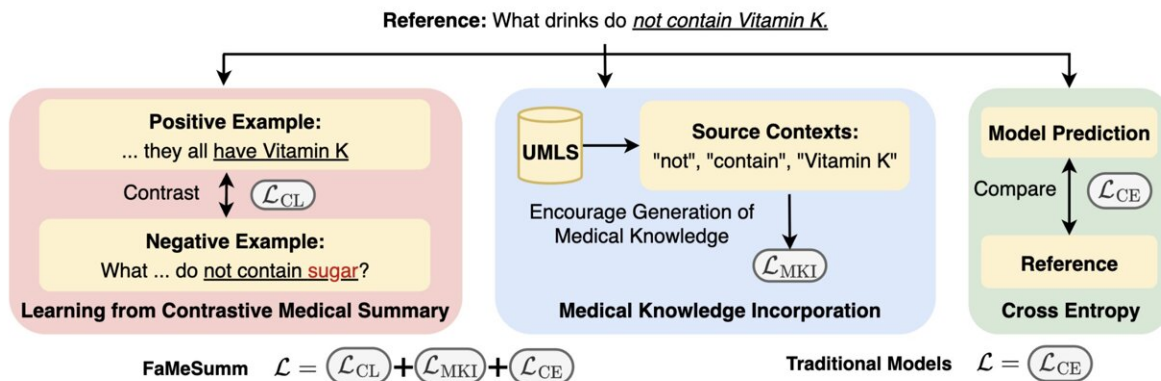 Reference: What drinks do not contain Vitamin K.
Positive Example:
... they all have Vitamin K
Contrast
ℒCL
Negative Example:
What ... do not contain sugar?
Learning from Contrastive Medical Summary
UMLS
Source Contexts:
"not", "contain", "Vitamin K"
Encourage Generation of
Medical Knowledge
ℒMKI
Medical Knowledge Incorporation
Model Prediction
Compare
ℒCE
Reference
Cross Entropy
FaMeSumm ℒ = ℒCL + ℒMKI + ℒCE
Traditional Models ℒ = ℒCE